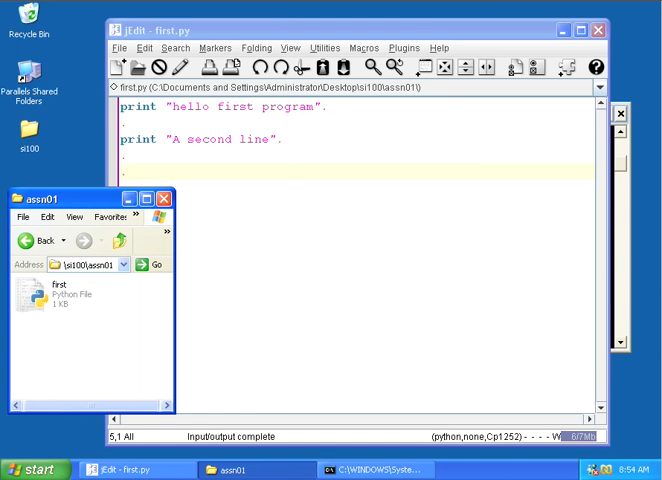 Recycle Bin
Parallels Shared
Folders
si100
jEdit - first.py
File Edit Search Markers Folding View Utilities Macros Plugins Help
first.py (C:\Documents and Settings\Administrator\Desktop\si100\assn01\)
print "hello first program".
.
print "A second line".
.
.
assn01
File Edit View Favorites »
Back
»
Address \si100\assn01 Go
first
Python File
1 KB
5,1 All Input/output complete (python,none,Cp1252) - - - - W 6/7Mb
start jEdit - first.py assn01 C:\WINDOWS\Syste... 8:54 AM